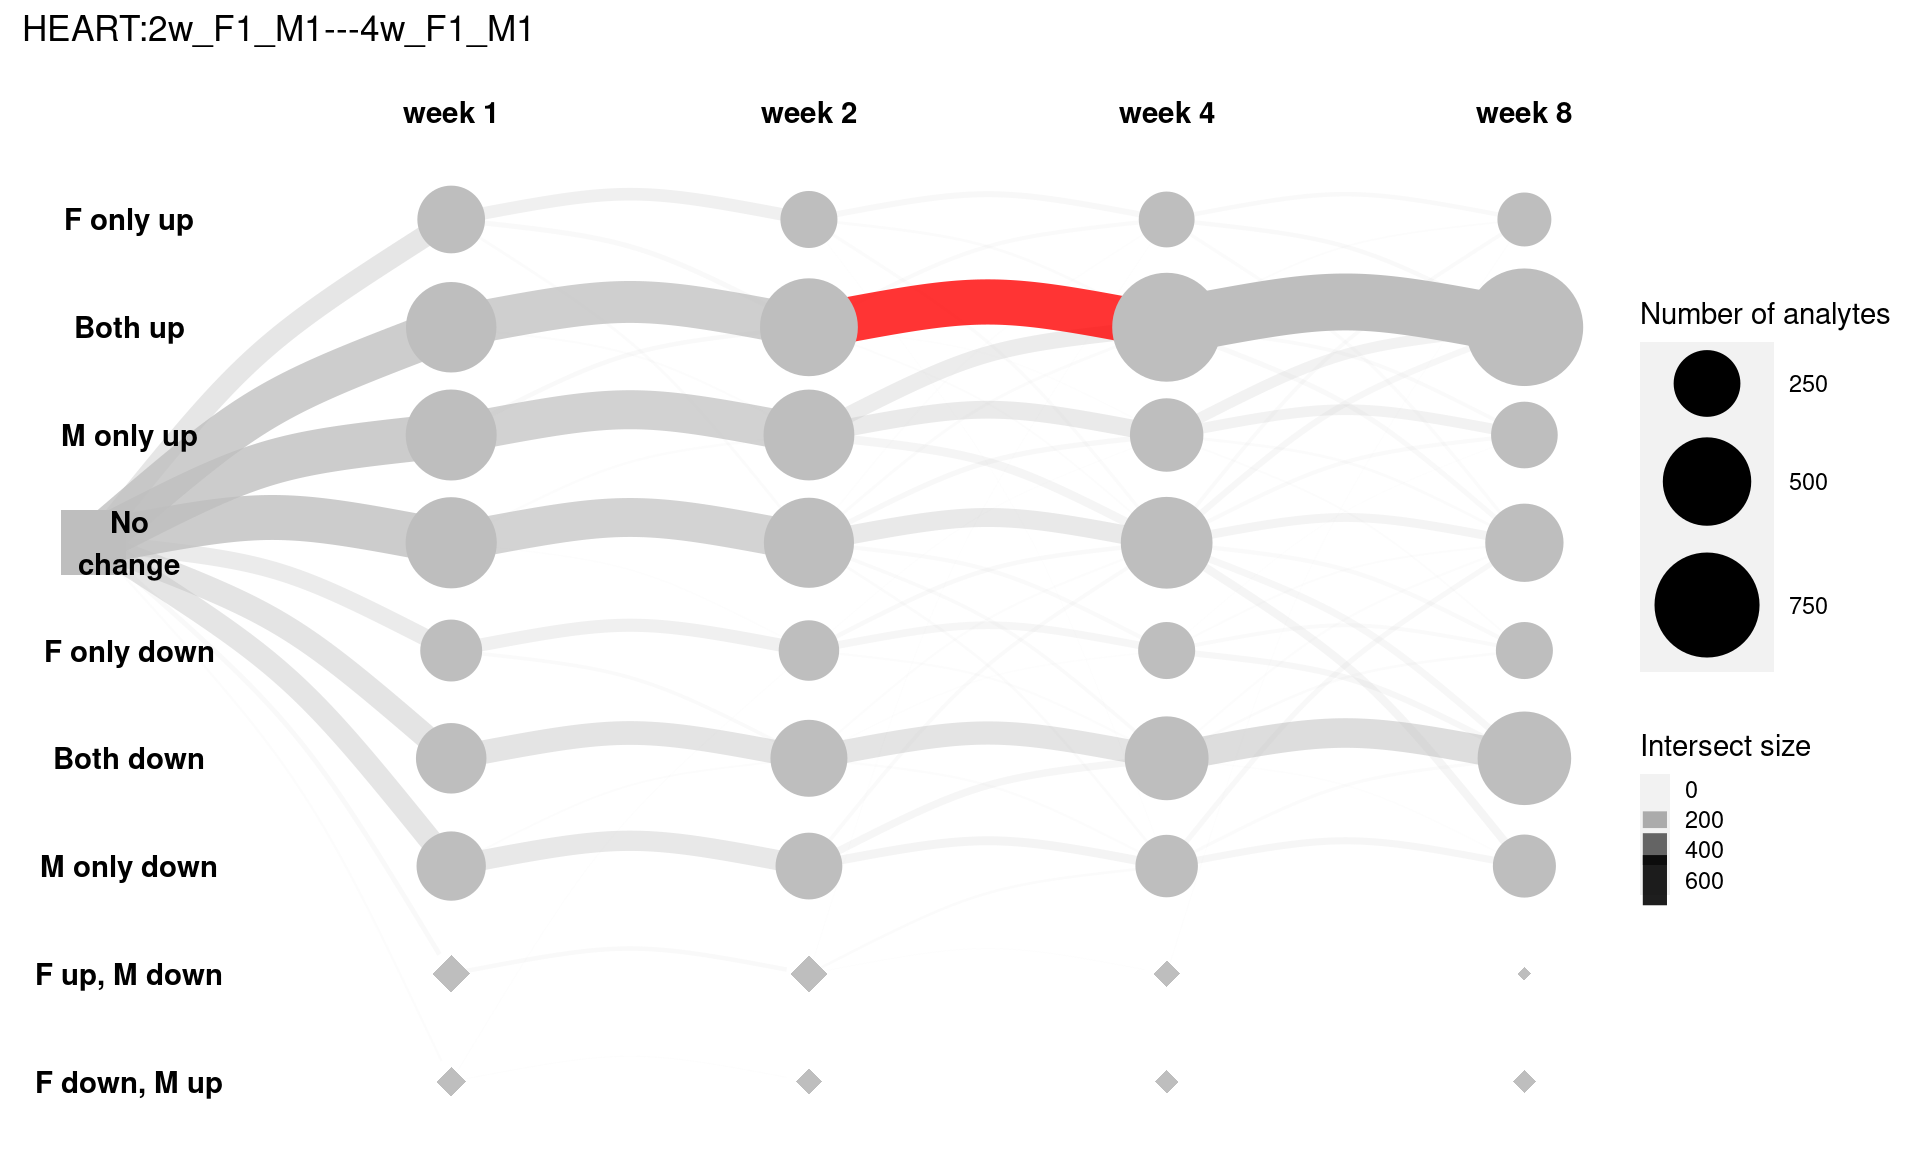 HEART:2w_F1_M1---4w_F1_M1
week 1
week 2
week 4
week 8
F only up
Both up
M only up
No
change
F only down
Both down
M only down
F up, M down
F down, M up
Number of analytes
250
500
750
Intersect size
0
200
400
600